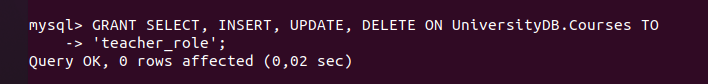 mysql> GRANT SELECT, INSERT, UPDATE, DELETE ON UniversityDB.Courses TO
    -> 'teacher_role';
Query OK, 0 rows affected (0,02 sec)